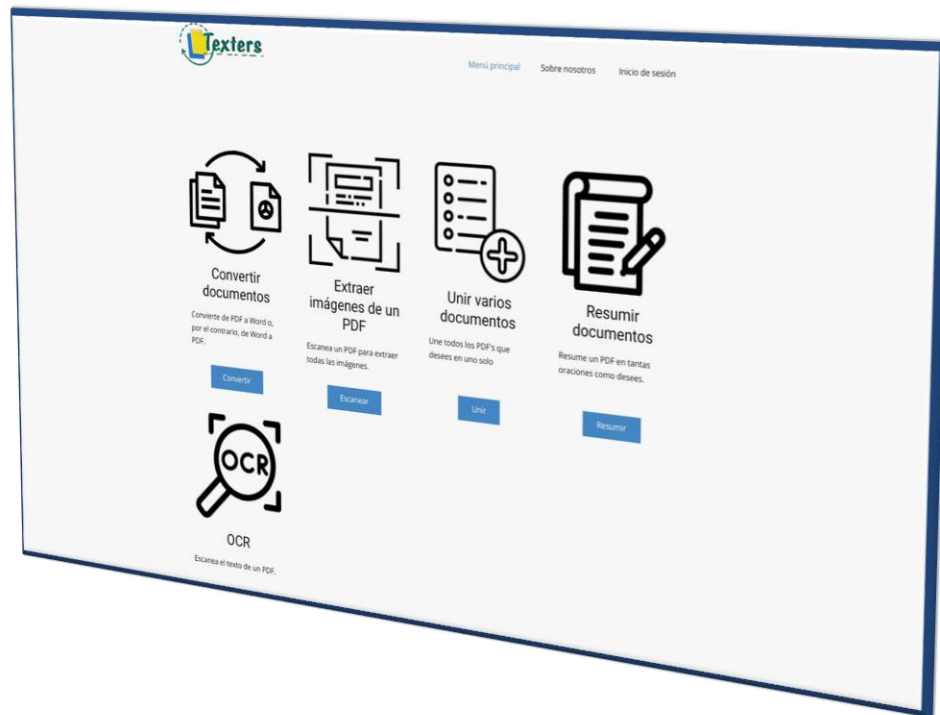 Texters
Menú principal
Sobre nosotros
Inicio de sesión
Convertir
documentos
Convierte de PDF a Word o,
por el contrario, de Word a
PDF.
Convertir
Extraer
imágenes de un
PDF
Escanea un PDF para extraer
todas las imágenes.
Escanear
Unir varios
documentos
Une todos los PDF's que
desees en uno solo
Unir
Resumir
documentos
Resume un PDF en tantas
oraciones como desees.
Resumir
OCR
OCR
Escanea el texto de un PDF.